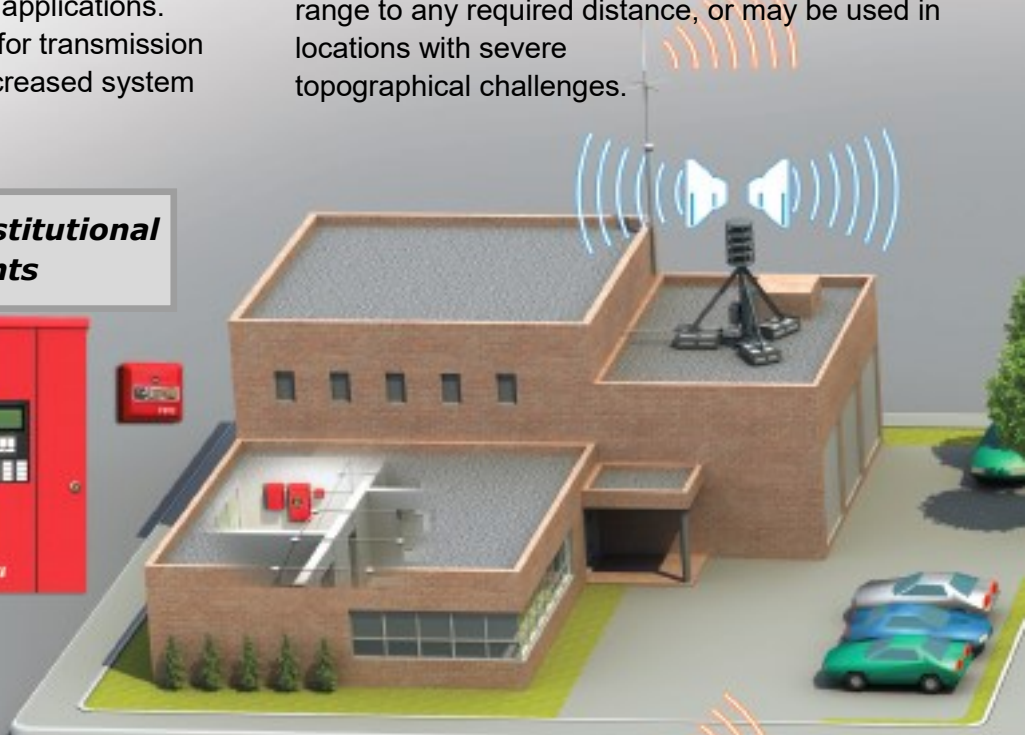 applications.
for transmission
creased system
range to any required distance, or may be used in
locations with severe
topographical challenges.
stitutional
nts
FIRE